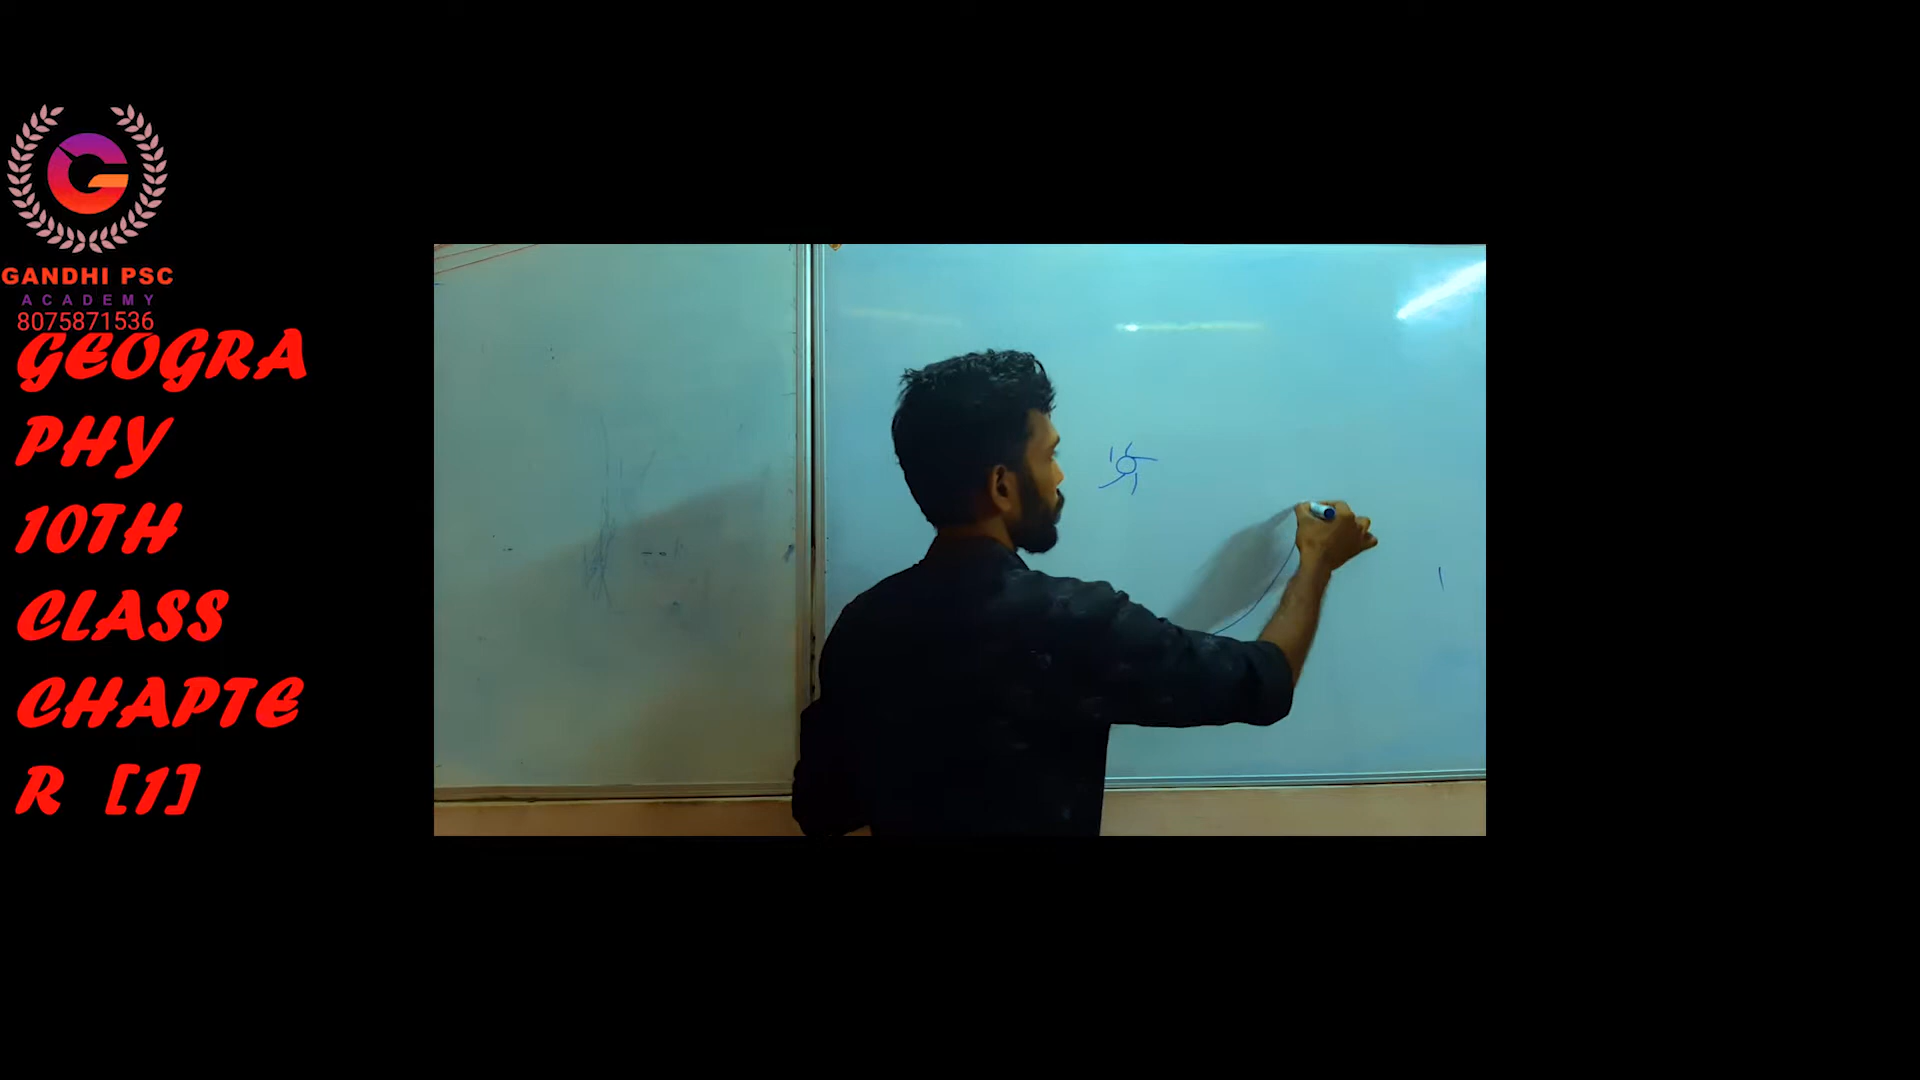 GANDHI PSC
ACADEMY
8075871536
GEOGRA
PHY
10TH
CLASS
CHAPTE
R [1]